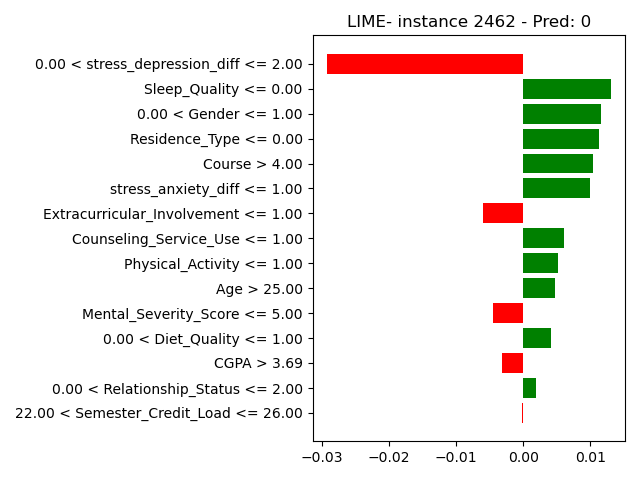 LIME- instance 2462 - Pred: 0
0.00 < stress_depression_diff <= 2.00
Sleep_Quality <= 0.00
0.00 < Gender <= 1.00
Residence_Type <= 0.00
Course > 4.00
stress_anxiety_diff <= 1.00
Extracurricular_Involvement <= 1.00
Counseling_Service_Use <= 1.00
Physical_Activity <= 1.00
Age > 25.00
Mental_Severity_Score <= 5.00
0.00 < Diet_Quality <= 1.00
CGPA > 3.69
0.00 < Relationship_Status <= 2.00
22.00 < Semester_Credit_Load <= 26.00
−0.03 −0.02 −0.01 0.00 0.01